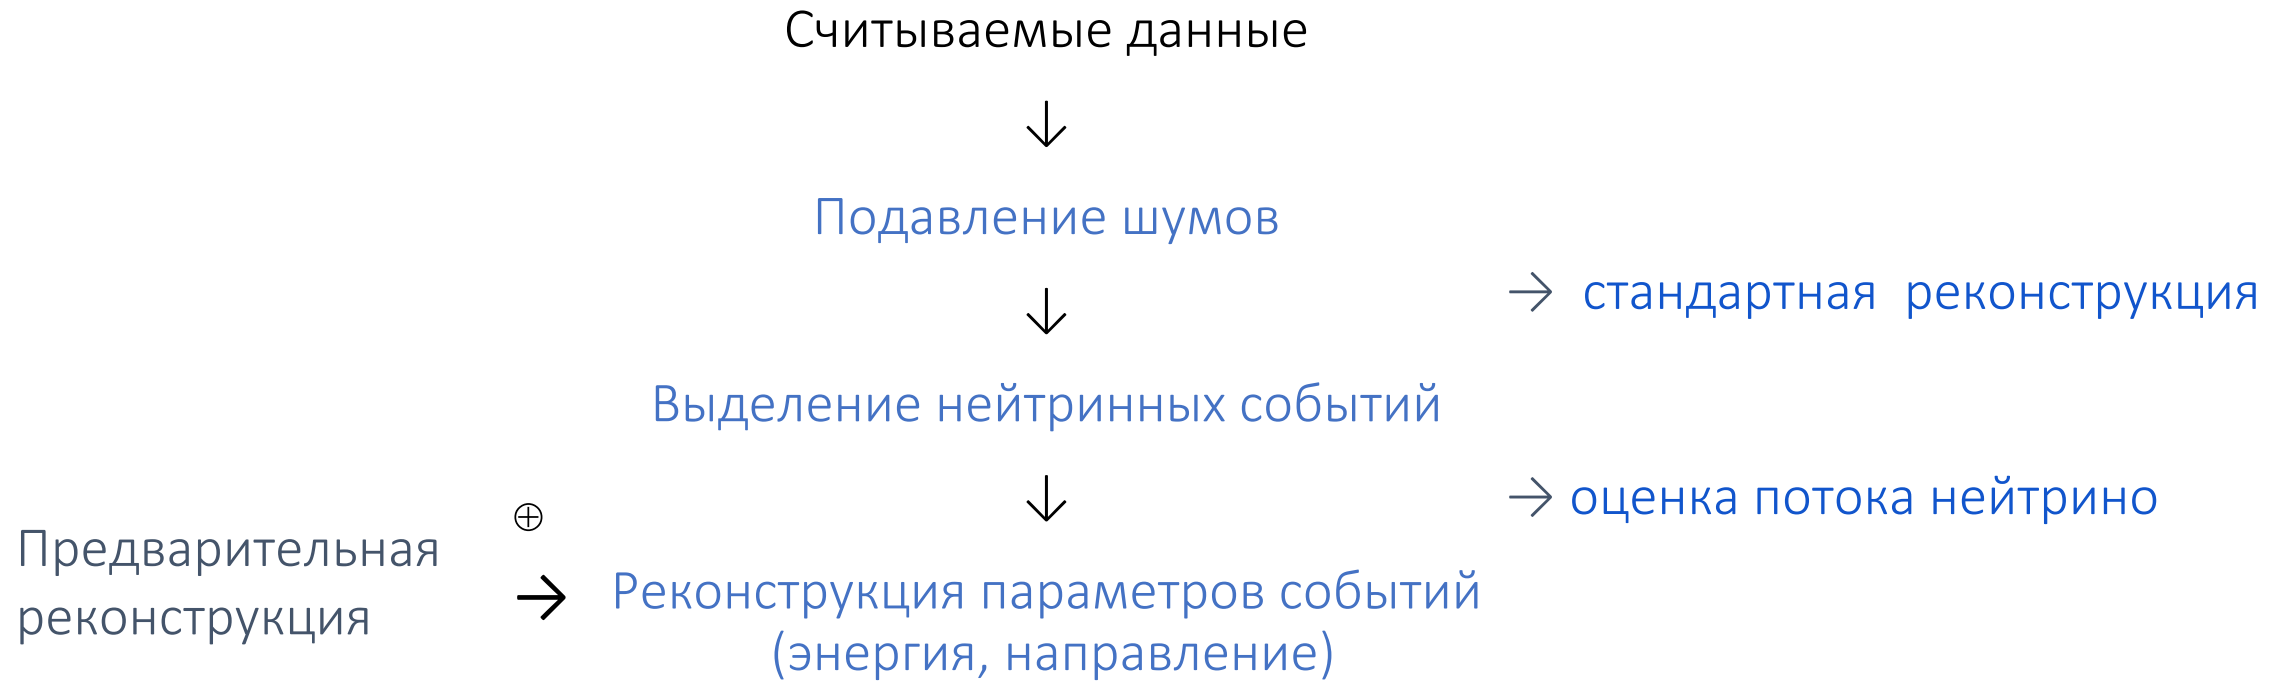 Считываемые данные
↓
Подавление шумов
↓
→ стандартная реконструкция
Выделение нейтринных событий
↓
→ оценка потока нейтрино
⊕
Предварительная
реконструкция
→
Реконструкция параметров событий
(энергия, направление)